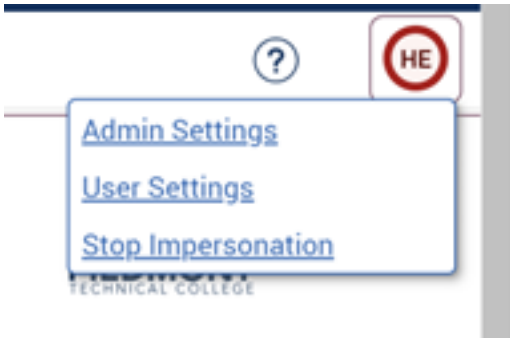 ?
HE
Admin Settings
User Settings
Stop Impersonation
TECHNICAL COLLEGE